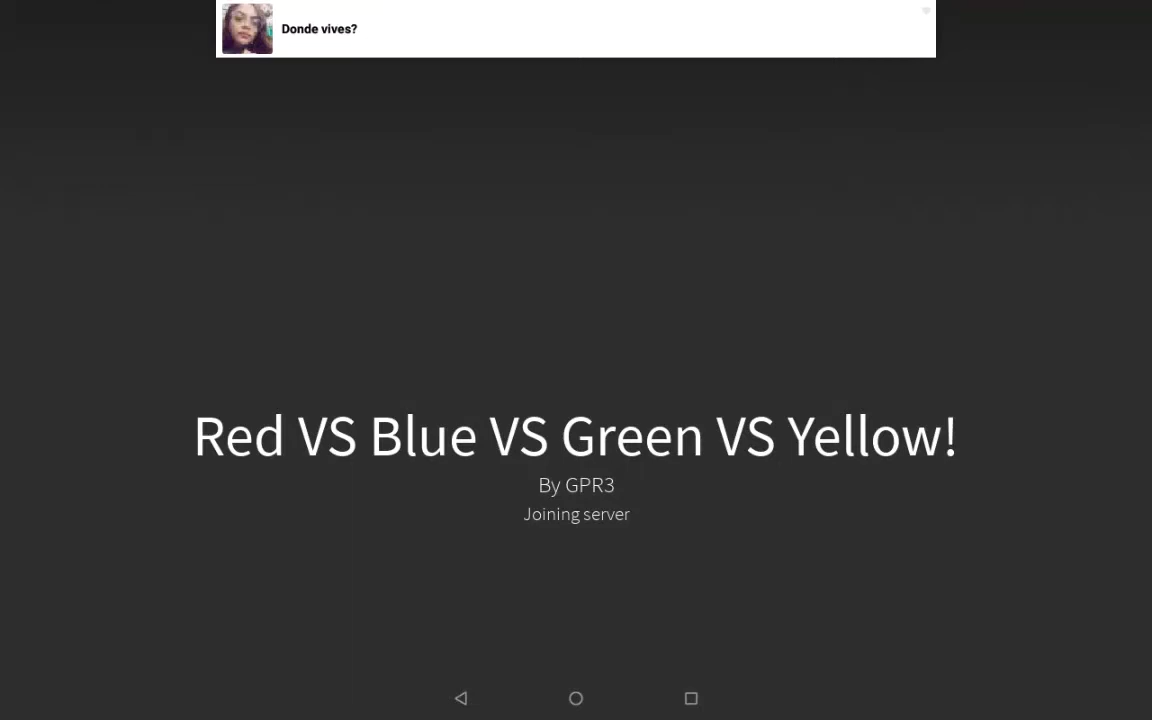 Donde vives?
Red VS Blue VS Green VS Yellow!
By GPR3
Joining server